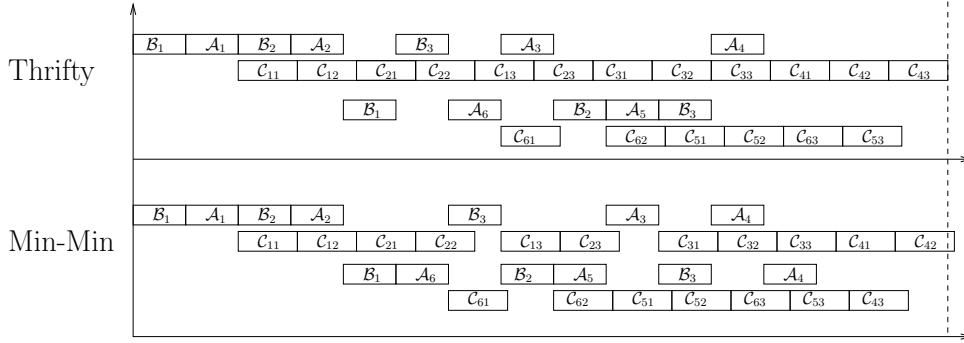 B₁ A₁ B₂ A₂ B₃ A₃ A₄
Thrifty
C₁₁ C₁₂ C₂₁ C₂₂ C₁₃ C₂₃ C₃₁ C₃₂ C₃₃ C₄₁ C₄₂ C₄₃
B₁ A₆ B₂ A₅ B₃
C₆₁ C₆₂ C₅₁ C₅₂ C₆₃ C₅₃
B₁ A₁ B₂ A₂ B₃ A₃ A₄
Min-Min
C₁₁ C₁₂ C₂₁ C₂₂ C₁₃ C₂₃ C₃₁ C₃₂ C₃₃ C₄₁ C₄₂
B₁ A₆ B₂ A₅ B₃ A₄
C₆₁ C₆₂ C₅₁ C₅₂ C₆₃ C₅₃ C₄₃